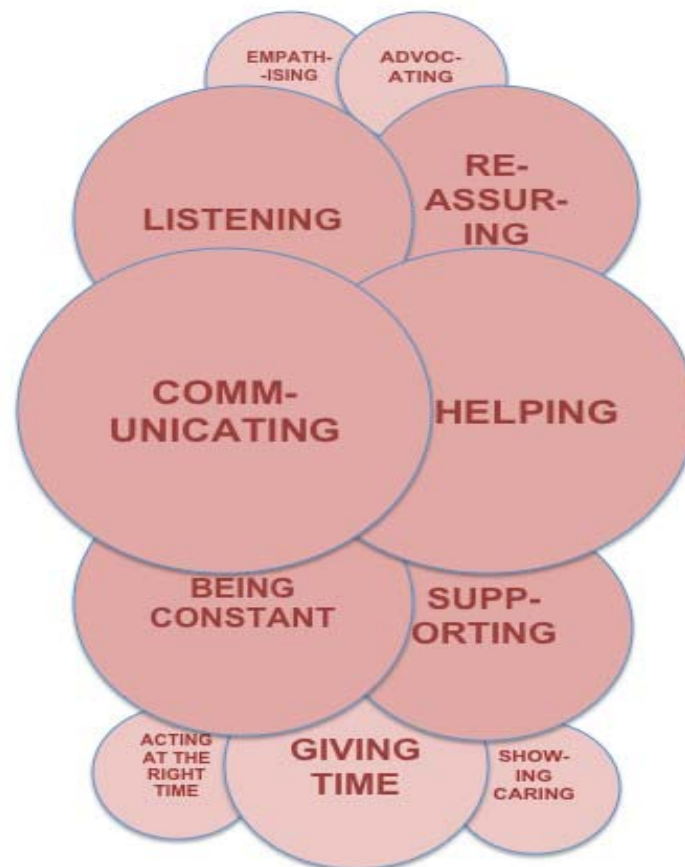 EMPATH-
-ISING
ADVOC-
ATING
LISTENING
RE-
ASSUR-
ING
COMM-
UNICATING
HELPING
BEING
CONSTANT
SUPP-
ORTING
ACTING
AT THE
RIGHT
TIME
GIVING
TIME
SHOW-
ING
CARING